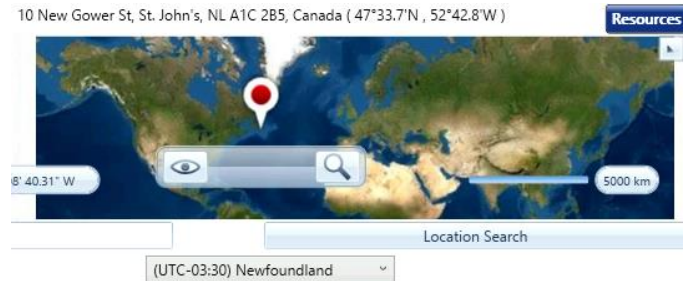 10 New Gower St, St. John's, NL A1C 2B5, Canada ( 47°33.7'N , 52°42.8'W )
Resources
8' 40.31" W
5000 km
Location Search
(UTC-03:30) Newfoundland